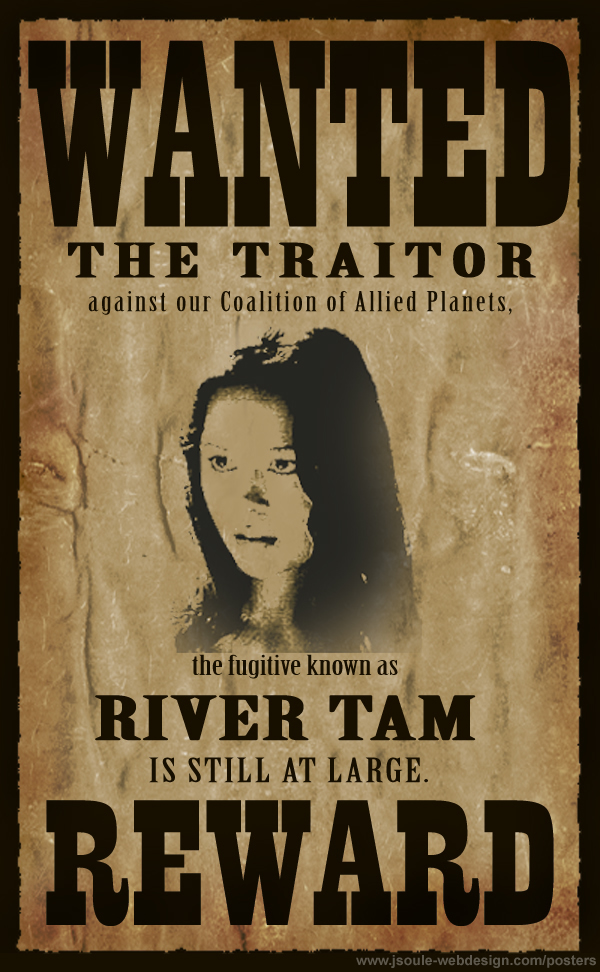 WANTED
THE TRAITOR
against our Coalition of Allied Planets,
the fugitive known as
RIVER TAM
IS STILL AT LARGE.
REWARD
www.jsoule-webdesign.com/posters